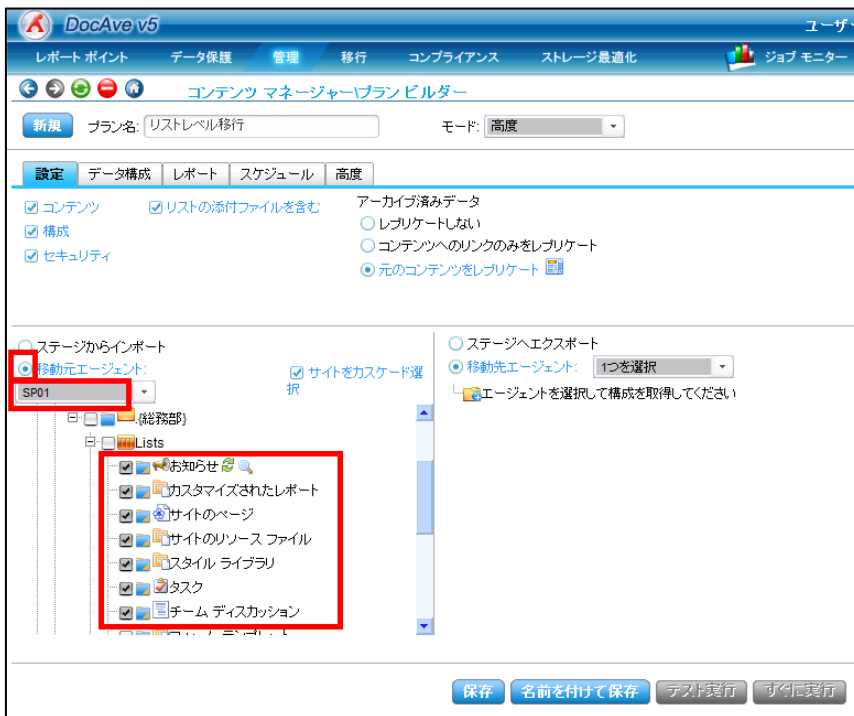 DocAve v5
ユーザ
レポート ポイント データ保護 管理 移行 コンプライアンス ストレージ最適化 ジョブ モニター
コンテンツ マネージャー\プラン ビルダー
新規 プラン名: リストレベル移行 モード: 高度
設定 データ構成 レポート スケジュール 高度
コンテンツ リストの添付ファイルを含む アーカイブ済みデータ
レプリケートしない
構成 コンテンツへのリンクのみをレプリケート
セキュリティ 元のコンテンツをレプリケート
ステージからインポート ステージへエクスポート
移動元エージェント: サイトをカスケード選択 移動先エージェント: 1つを選択
SP01 エージェントを選択して構成を取得してください
{総務部}
Lists
お知らせ
カスタマイズされたレポート
サイトのページ
サイトのリソース ファイル
スタイル ライブラリ
タスク
チーム ディスカッション
保存 名前を付けて保存 テスト実行 すぐに実行